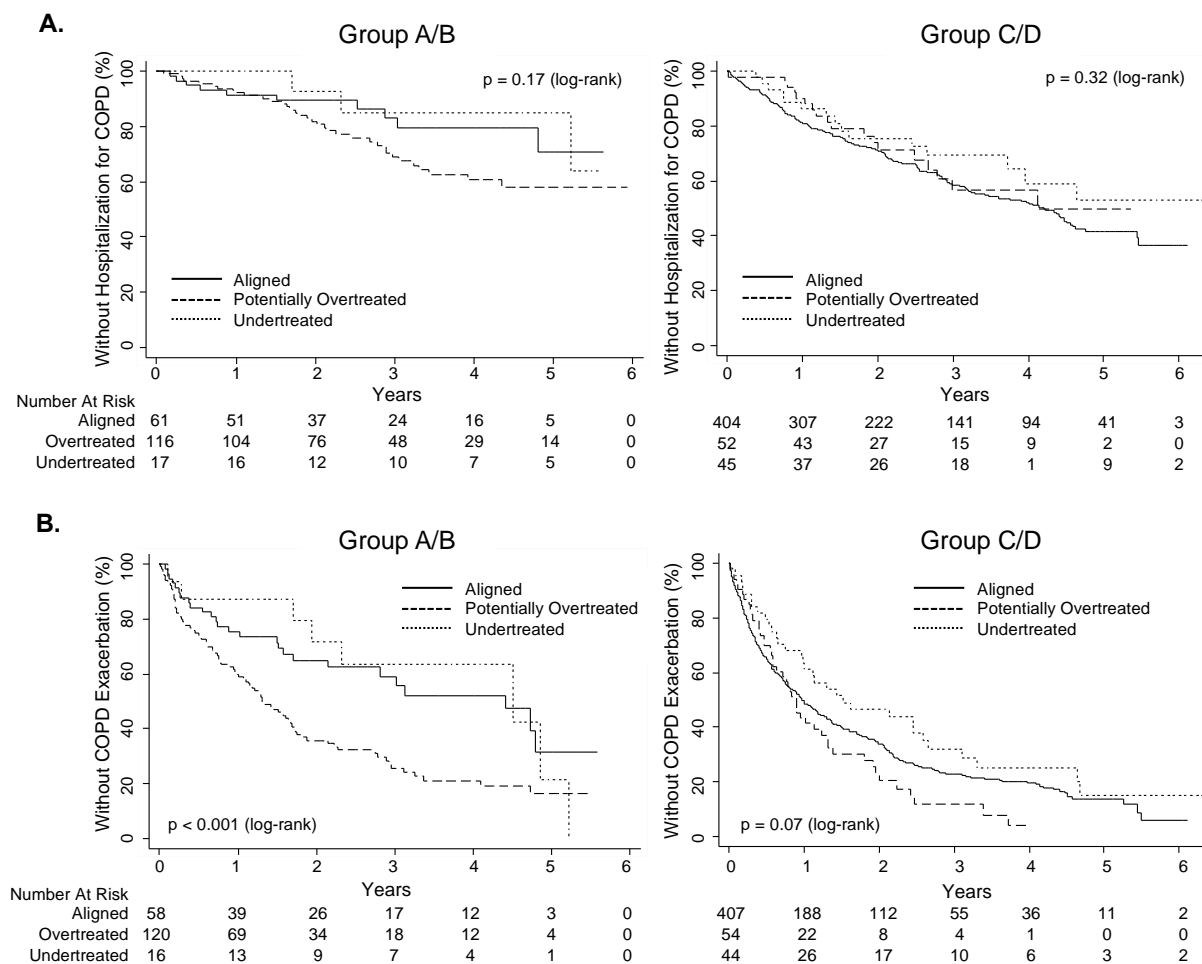 A.
Group A/B
Group C/D
p = 0.17 (log-rank)
p = 0.32 (log-rank)
Without Hospitalization for COPD (%)
100
80
60
40
20
0
Aligned
Potentially Overtreated
Undertreated
0 1 2 3 4 5 6
Years
Without Hospitalization for COPD (%)
100
80
60
40
20
0
Aligned
Potentially Overtreated
Undertreated
0 1 2 3 4 5 6
Years
Number At Risk
Aligned 61 51 37 24 16 5 0
Overtreated 116 104 76 48 29 14 0
Undertreated 17 16 12 10 7 5 0
404 307 222 141 94 41 3
52 43 27 15 9 2 0
45 37 26 18 1 9 2
B.
Group A/B
Group C/D
Without COPD Exacerbation (%)
100
80
60
40
20
0
Aligned
Potentially Overtreated
Undertreated
p < 0.001 (log-rank)
0 1 2 3 4 5 6
Years
Without COPD Exacerbation (%)
100
80
60
40
20
0
Aligned
Potentially Overtreated
Undertreated
p = 0.07 (log-rank)
0 1 2 3 4 5 6
Years
Number At Risk
Aligned 58 39 26 17 12 3 0
Overtreated 120 69 34 18 12 4 0
Undertreated 16 13 9 7 4 1 0
407 188 112 55 36 11 2
54 22 8 4 1 0 0
44 26 17 10 6 3 2